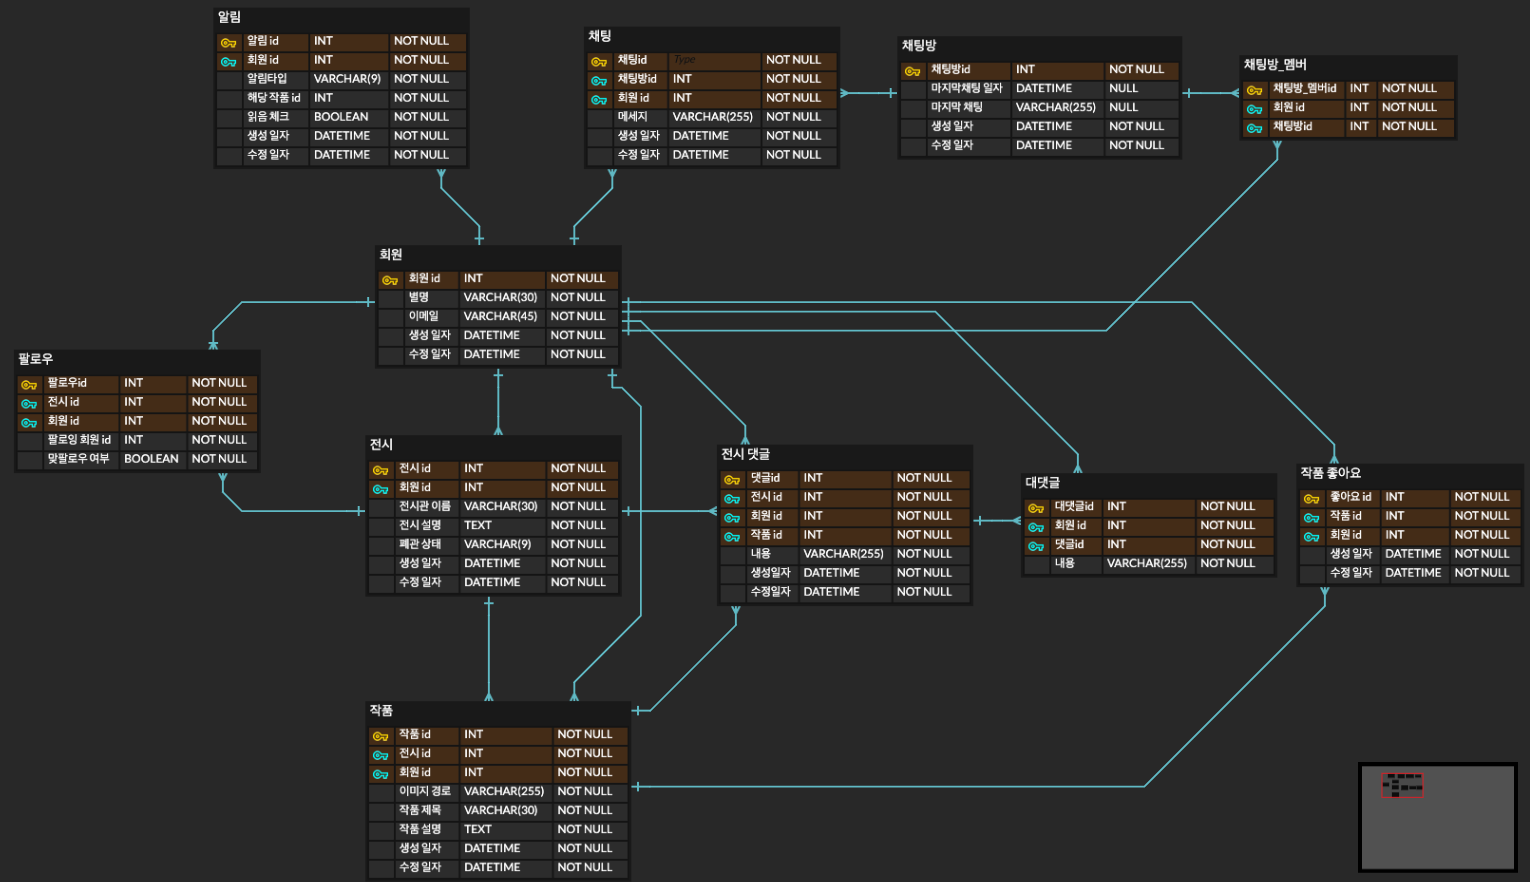 알림
알림 id INT NOT NULL
회원 id INT NOT NULL
알림타입 VARCHAR(9) NOT NULL
해당 작품 id INT NOT NULL
읽음 체크 BOOLEAN NOT NULL
생성 일자 DATETIME NOT NULL
수정 일자 DATETIME NOT NULL
채팅
채팅id Type NOT NULL
채팅방id INT NOT NULL
회원 id INT NOT NULL
메세지 VARCHAR(255) NOT NULL
생성 일자 DATETIME NOT NULL
수정 일자 DATETIME NOT NULL
채팅방
채팅방id INT NOT NULL
마지막채팅 일자 DATETIME NULL
마지막 채팅 VARCHAR(255) NULL
생성 일자 DATETIME NOT NULL
수정 일자 DATETIME NOT NULL
채팅방_멤버
채팅방_멤버id INT NOT NULL
회원 id INT NOT NULL
채팅방id INT NOT NULL
회원
회원 id INT NOT NULL
별명 VARCHAR(30) NOT NULL
이메일 VARCHAR(45) NOT NULL
생성 일자 DATETIME NOT NULL
수정 일자 DATETIME NOT NULL
팔로우
팔로우id INT NOT NULL
전시 id INT NOT NULL
회원 id INT NOT NULL
팔로잉 회원 id INT NOT NULL
맞팔로우 여부 BOOLEAN NOT NULL
전시
전시 id INT NOT NULL
회원 id INT NOT NULL
전시관 이름 VARCHAR(30) NOT NULL
전시 설명 TEXT NOT NULL
폐관 상태 VARCHAR(9) NOT NULL
생성 일자 DATETIME NOT NULL
수정 일자 DATETIME NOT NULL
전시 댓글
댓글id INT NOT NULL
전시 id INT NOT NULL
회원 id INT NOT NULL
작품 id INT NOT NULL
내용 VARCHAR(255) NOT NULL
생성일자 DATETIME NOT NULL
수정일자 DATETIME NOT NULL
대댓글
대댓글id INT NOT NULL
회원 id INT NOT NULL
댓글id INT NOT NULL
내용 VARCHAR(255) NOT NULL
작품 좋아요
좋아요 id INT NOT NULL
작품 id INT NOT NULL
회원 id INT NOT NULL
생성 일자 DATETIME NOT NULL
수정 일자 DATETIME NOT NULL
작품
작품 id INT NOT NULL
전시 id INT NOT NULL
회원 id INT NOT NULL
이미지 경로 VARCHAR(255) NOT NULL
작품 제목 VARCHAR(30) NOT NULL
작품 설명 TEXT NOT NULL
생성 일자 DATETIME NOT NULL
수정 일자 DATETIME NOT NULL